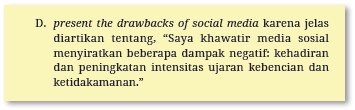 D. present the drawbacks of social media karena jelas
diartikan tentang, “Saya khawatir media sosial
menyiratkan beberapa dampak negatif: kehadiran
dan peningkatan intensitas ujaran kebencian dan
ketidakamanan.”